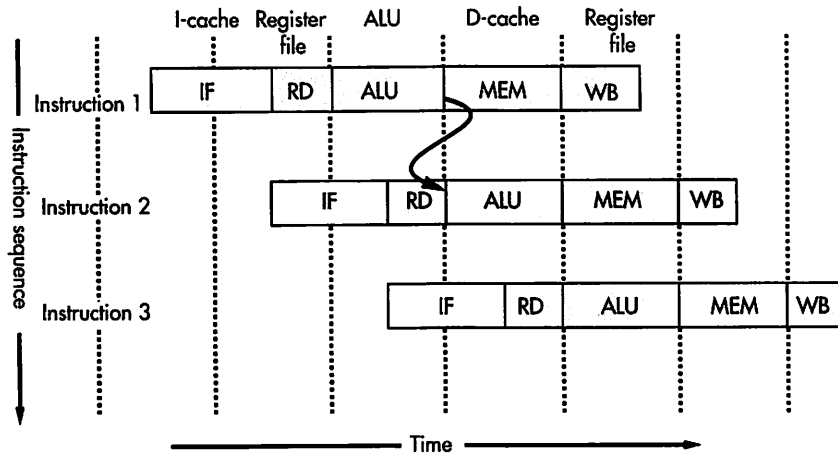 I-cache Register file ALU D-cache Register file
Instruction 1 IF RD ALU MEM WB
Instruction 2 IF RD ALU MEM WB
Instruction 3 IF RD ALU MEM WB
Instruction sequence
Time